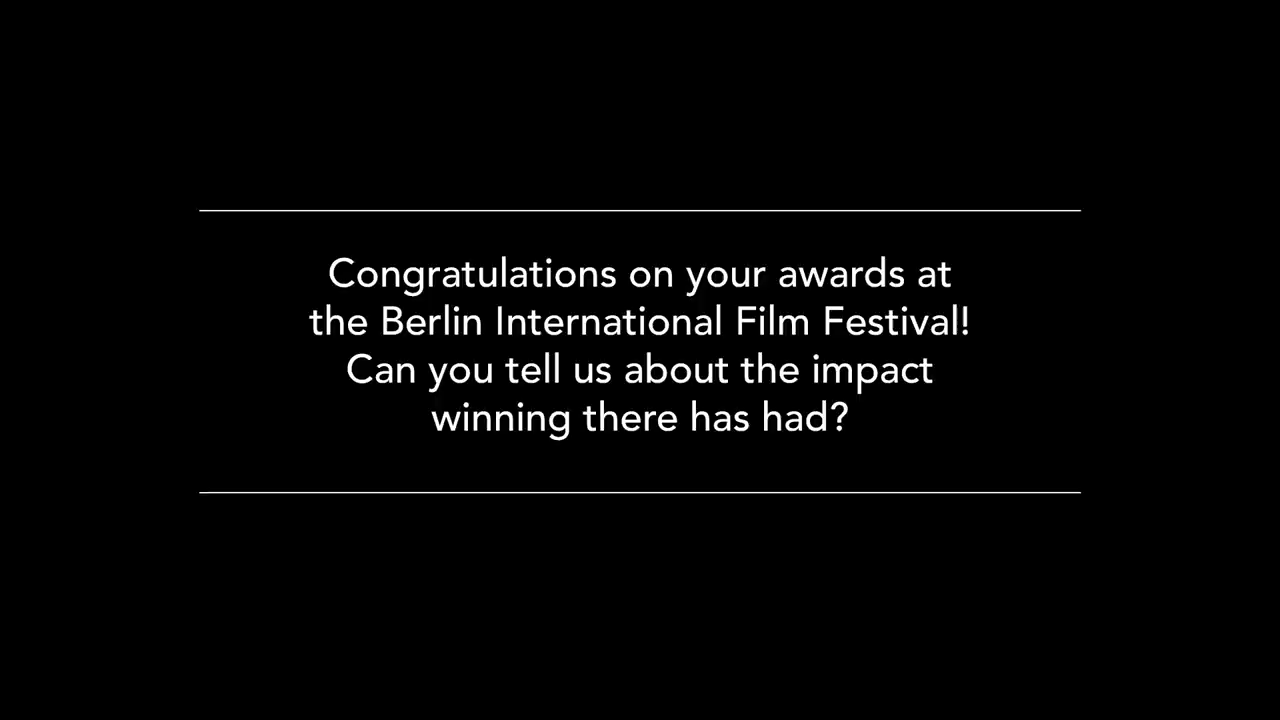 Congratulations on your awards at
the Berlin International Film Festival!
Can you tell us about the impact
winning there has had?